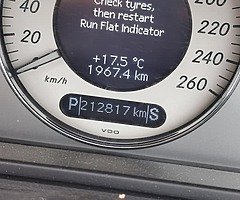 Check tyres,
then restart
Run Flat Indicator
+17.5 °C
1967.4 km
20
200
220
240
260
km/h
P 212817 km S
VDO